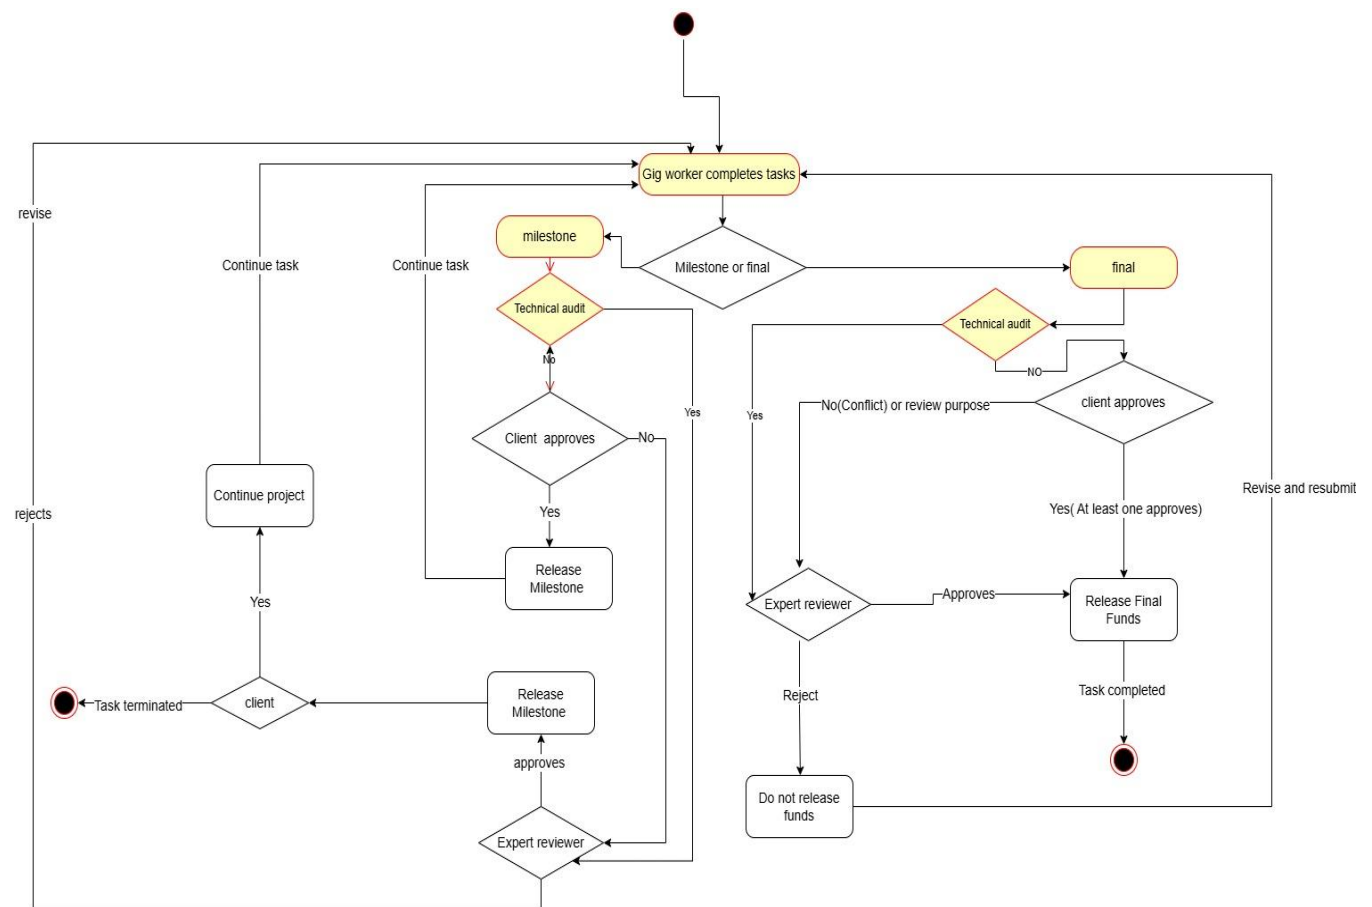 Gig worker completes tasks
revise
milestone
Continue task
Continue task
Milestone or final
final
Technical audit
Technical audit
No
NO
client approves
No(Conflict) or review purpose
Yes
Yes
Client approves
No
Continue project
Revise and resubmit
Yes
Yes( At least one approves)
rejects
Release
Milestone
Yes
Expert reviewer
Approves
Release Final
Funds
Task terminated
client
Release
Milestone
Reject
Task completed
approves
Do not release
funds
Expert reviewer